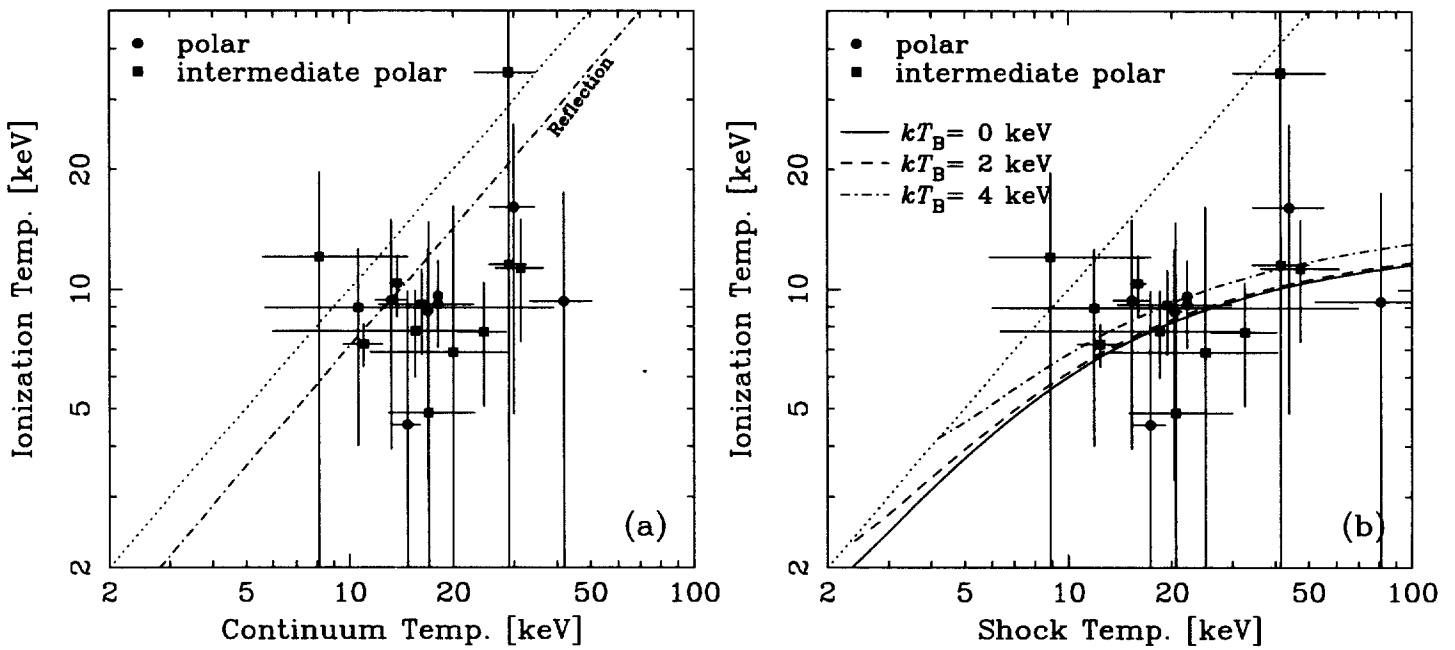 polar
intermediate polar
Reflection
(a)
Ionization Temp. [keV]
20
10
5
2
2
5
10
20
50
100
Continuum Temp. [keV]
polar
intermediate polar
kT_B= 0 keV
kT_B= 2 keV
kT_B= 4 keV
(b)
Ionization Temp. [keV]
20
10
5
2
2
5
10
20
50
100
Shock Temp. [keV]